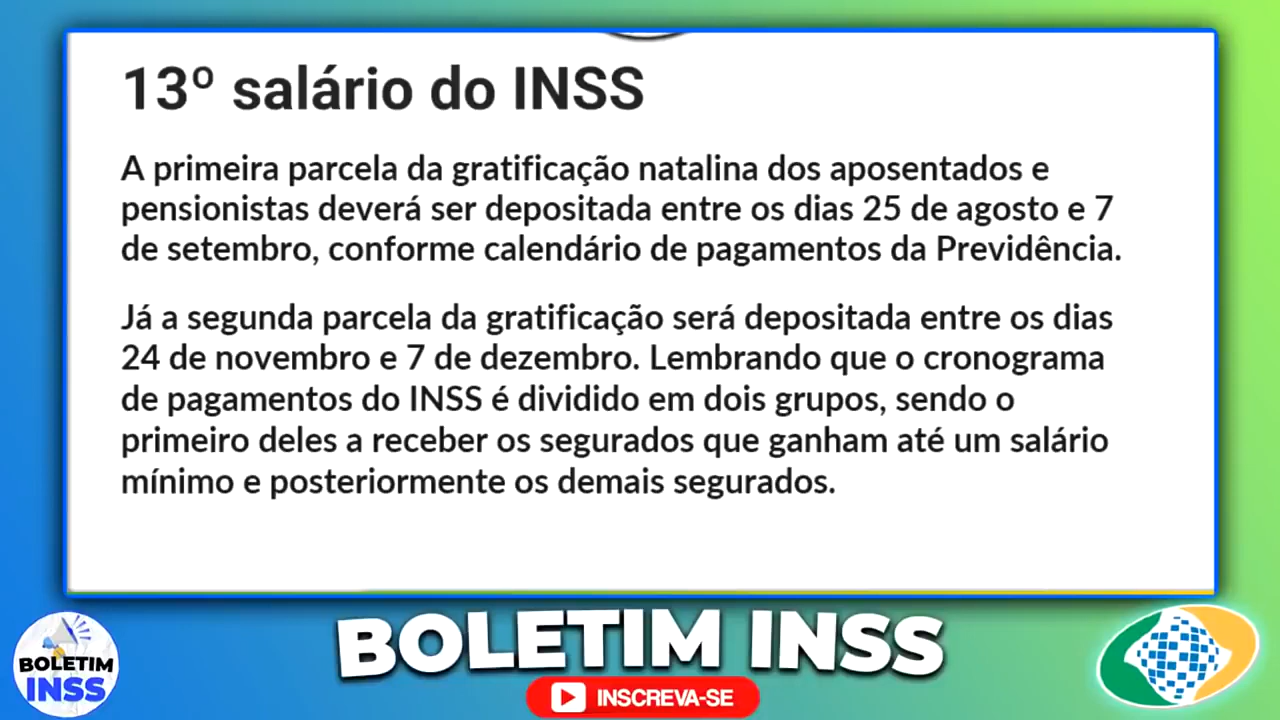 13º salário do INSS
A primeira parcela da gratificação natalina dos aposentados e
pensionistas deverá ser depositada entre os dias 25 de agosto e 7
de setembro, conforme calendário de pagamentos da Previdência.
Já a segunda parcela da gratificação será depositada entre os dias
24 de novembro e 7 de dezembro. Lembrando que o cronograma
de pagamentos do INSS é dividido em dois grupos, sendo o
primeiro deles a receber os segurados que ganham até um salário
mínimo e posteriormente os demais segurados.
BOLETIM
INSS
BOLETIM INSS
INSCREVA-SE